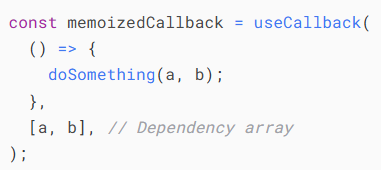 const memoizedCallback = useCallback(
  () => {
    doSomething(a, b);
  },
  [a, b], // Dependency array
);